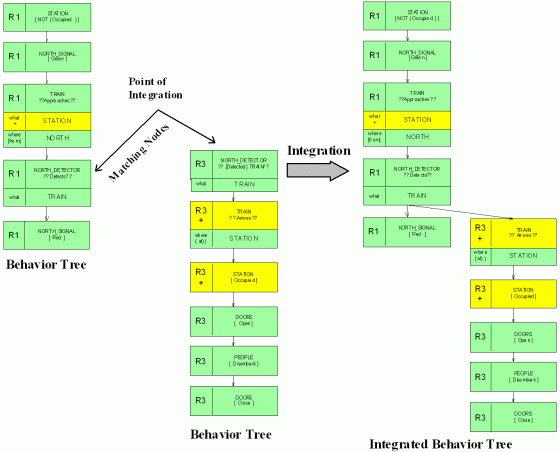 R1
STATION
[ NOT ( Occupied ) ]
R1
NORTH_SIGNAL
[ Green ]
R1
TRAIN
??Approaches??
what
+
STATION
where
[from]
NORTH
R1
NORTH_DETECTOR
??Detects??
what
TRAIN
R1
NORTH_SIGNAL
[ Red ]
Behavior Tree
Point of
Integration
Matching Nodes
R3
NORTH_DETECTOR
?? [Detected] TRAIN??
what
TRAIN
R3
+
TRAIN
??Arrives ??
where
( at)
STATION
R3
+
STATION
[Occupied]
R3
DOORS
[ Open ]
R3
PEOPLE
[ Disembark ]
R3
DOORS
[ Close ]
Behavior Tree
Integration
R1
STATION
[ NOT (Occupied) ]
R1
NORTH_SIGNAL
[ Green ]
R1
TRAIN
??Approaches??
what
+
STATION
where
[from]
NORTH
R1
NORTH_DETECTOR
?? Detects??
what
TRAIN
R1
NORTH_SIGNAL
[ Red ]
R3
+
TRAIN
?? Arrives ??
where
( at )
STATION
R3
+
STATION
[ Occupied]
R3
DOORS
[ Open ]
R3
PEOPLE
[ Disembark ]
R3
DOORS
[ Close ]
Integrated Behavior Tree